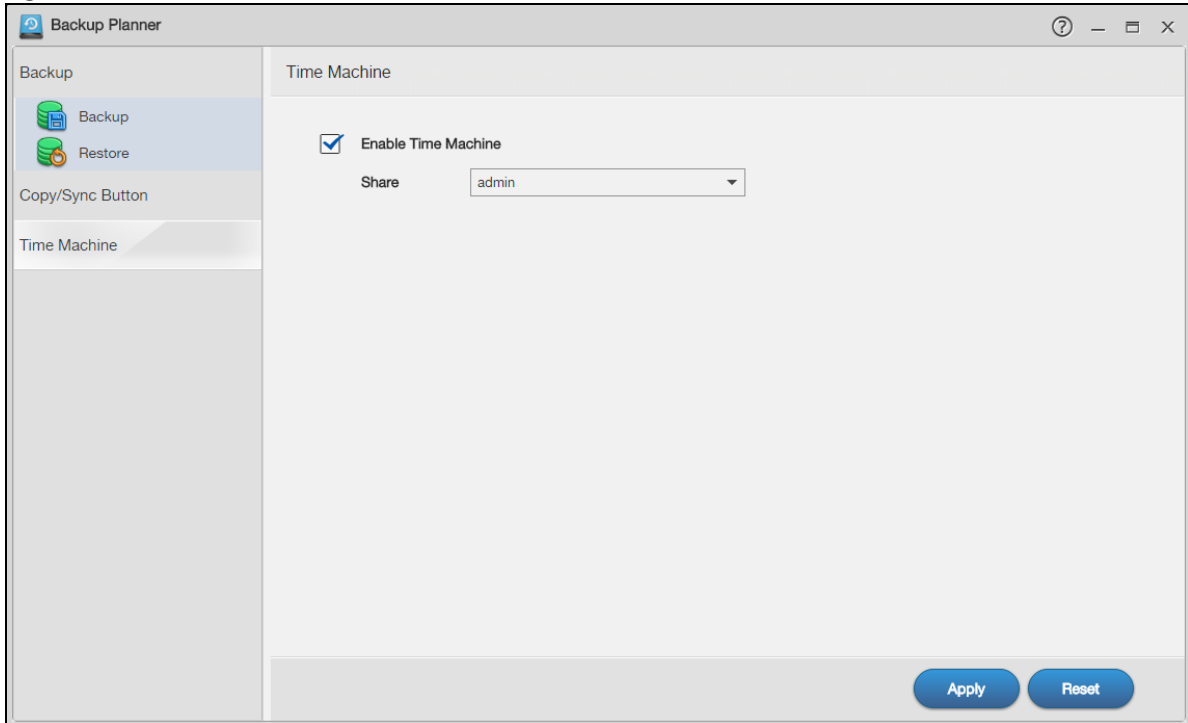 Backup Planner
Backup
Time Machine
Backup
Restore
Copy/Sync Button
Time Machine
Enable Time Machine
Share admin
Apply Reset